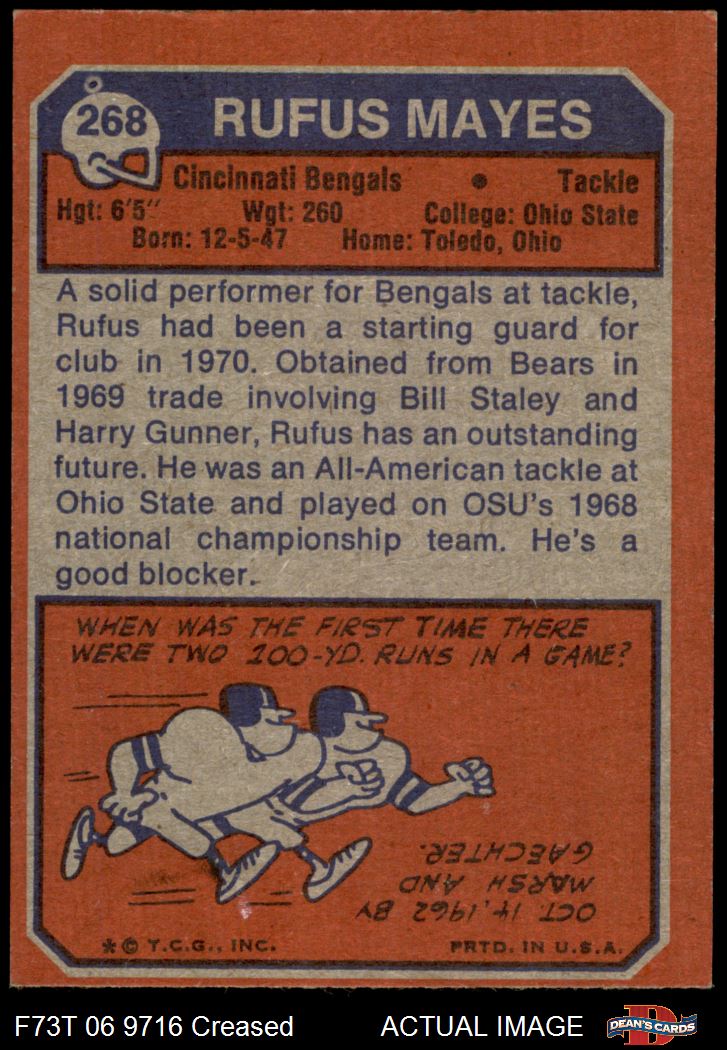 268
RUFUS MAYES
Cincinnati Bengals • Tackle
Hgt: 6'5" Wgt: 260 College: Ohio State
Born: 12-5-47 Home: Toledo, Ohio
A solid performer for Bengals at tackle,
Rufus had been a starting guard for
club in 1970. Obtained from Bears in
1969 trade involving Bill Staley and
Harry Gunner, Rufus has an outstanding
future. He was an All-American tackle at
Ohio State and played on OSU's 1968
national championship team. He's a
good blocker.
WHEN WAS THE FIRST TIME THERE
WERE TWO 100-YD. RUNS IN A GAME?
OCT. 14, 1962 BY
MARSH AND
GAECHTER.
* © T.C.G., INC. PRTD. IN U.S.A.
F73T 06 9716 Creased ACTUAL IMAGE
D
DEAN'S CARDS